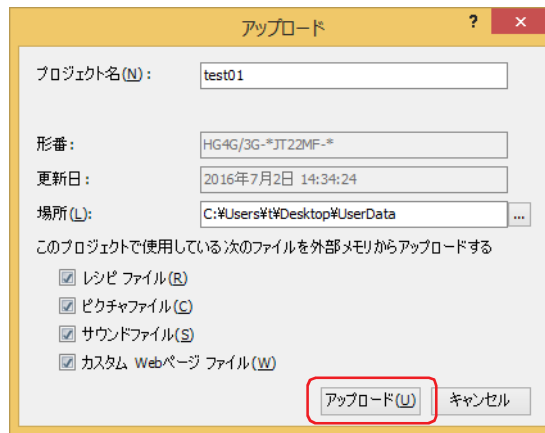 アップロード
?
×
プロジェクト名(N):
test01
形番:
HG4G/3G-*JT22MF-*
更新日:
2016年7月2日 14:34:24
場所(L):
C:¥Users¥t¥Desktop¥UserData
...
このプロジェクトで使用している次のファイルを外部メモリからアップロードする
レシピ ファイル(R)
ピクチャファイル(C)
サウンドファイル(S)
カスタム Webページ ファイル(W)
アップロード(U)
キャンセル